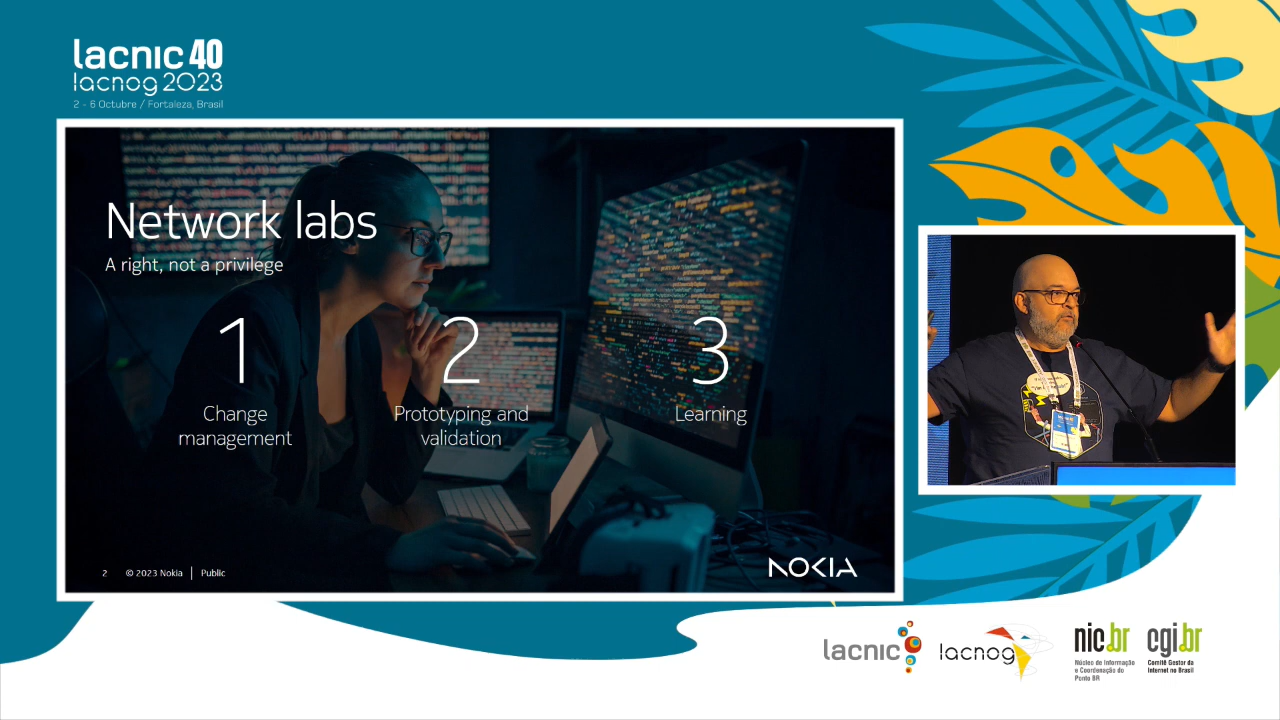 lacnic 40
lacnog 2023
2 - 6 Octubre / Fortaleza, Brasil
Network labs
A right, not a privilege
1
2
3
Change
management
Prototyping and
validation
Learning
2 © 2023 Nokia | Public
NOKIA
lacnic
lacnog
nic.br
Núcleo de Informação
e Coordenação do
Ponto BR
cgi.br
Comitê Gestor da
Internet no Brasil